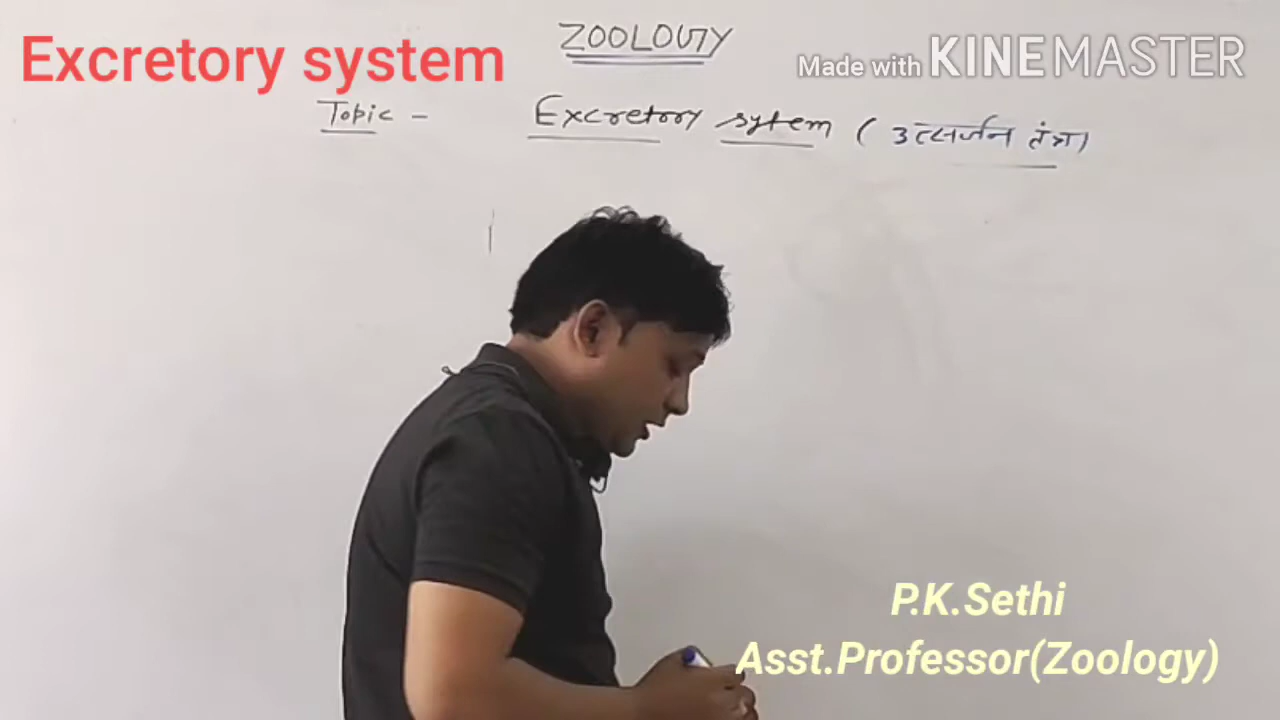 Excretory system
ZOOLOGY
Made with KINEMASTER
Topic - Excretory sytem (उत्सर्जन तंत्र)
P.K.Sethi
Asst.Professor(Zoology)